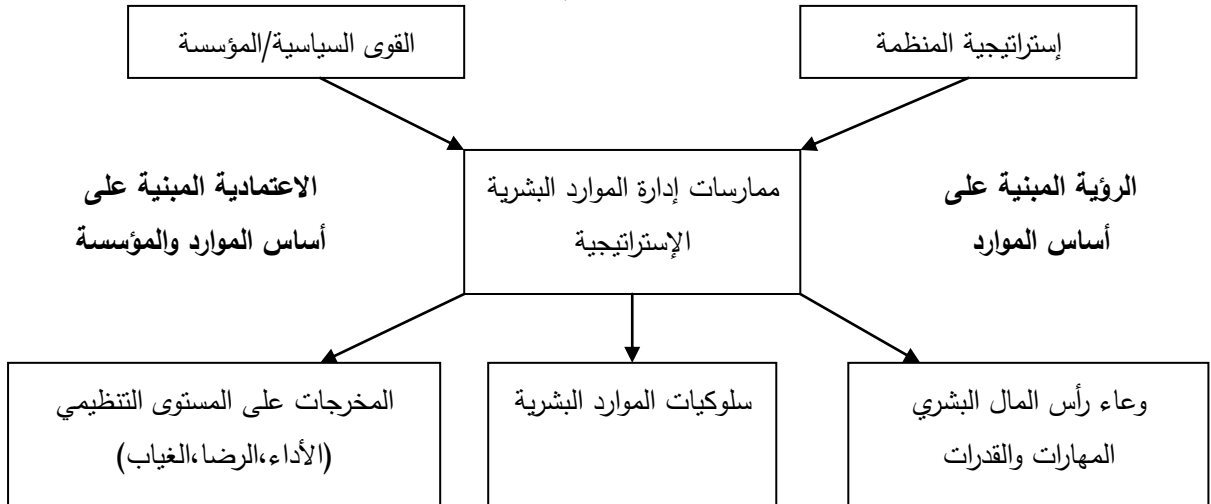 إستراتيجية المنظمة
القوى السياسية/المؤسسة
ممارسات إدارة الموارد البشرية
الإستراتيجية
الرؤية المبنية على
أساس الموارد
الاعتمادية المبنية على
أساس الموارد والمؤسسة
وعاء رأس المال البشري
المهارات والقدرات
سلوكيات الموارد البشرية
المخرجات على المستوى التنظيمي
(الأداء،الرضا،الغياب)